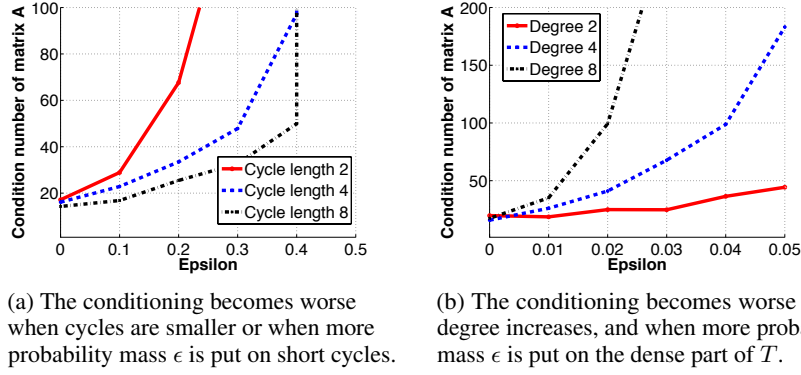 Condition number of matrix A
100
80
60
40
20
0
0.1
0.2
0.3
0.4
0.5
Epsilon
Cycle length 2
Cycle length 4
Cycle length 8
(a) The conditioning becomes worse
when cycles are smaller or when more
probability mass ϵ is put on short cycles.
Condition number of matrix A
200
150
100
50
0
0.01
0.02
0.03
0.04
0.05
Epsilon
Degree 2
Degree 4
Degree 8
(b) The conditioning becomes worse
degree increases, and when more prob
mass ϵ is put on the dense part of T.